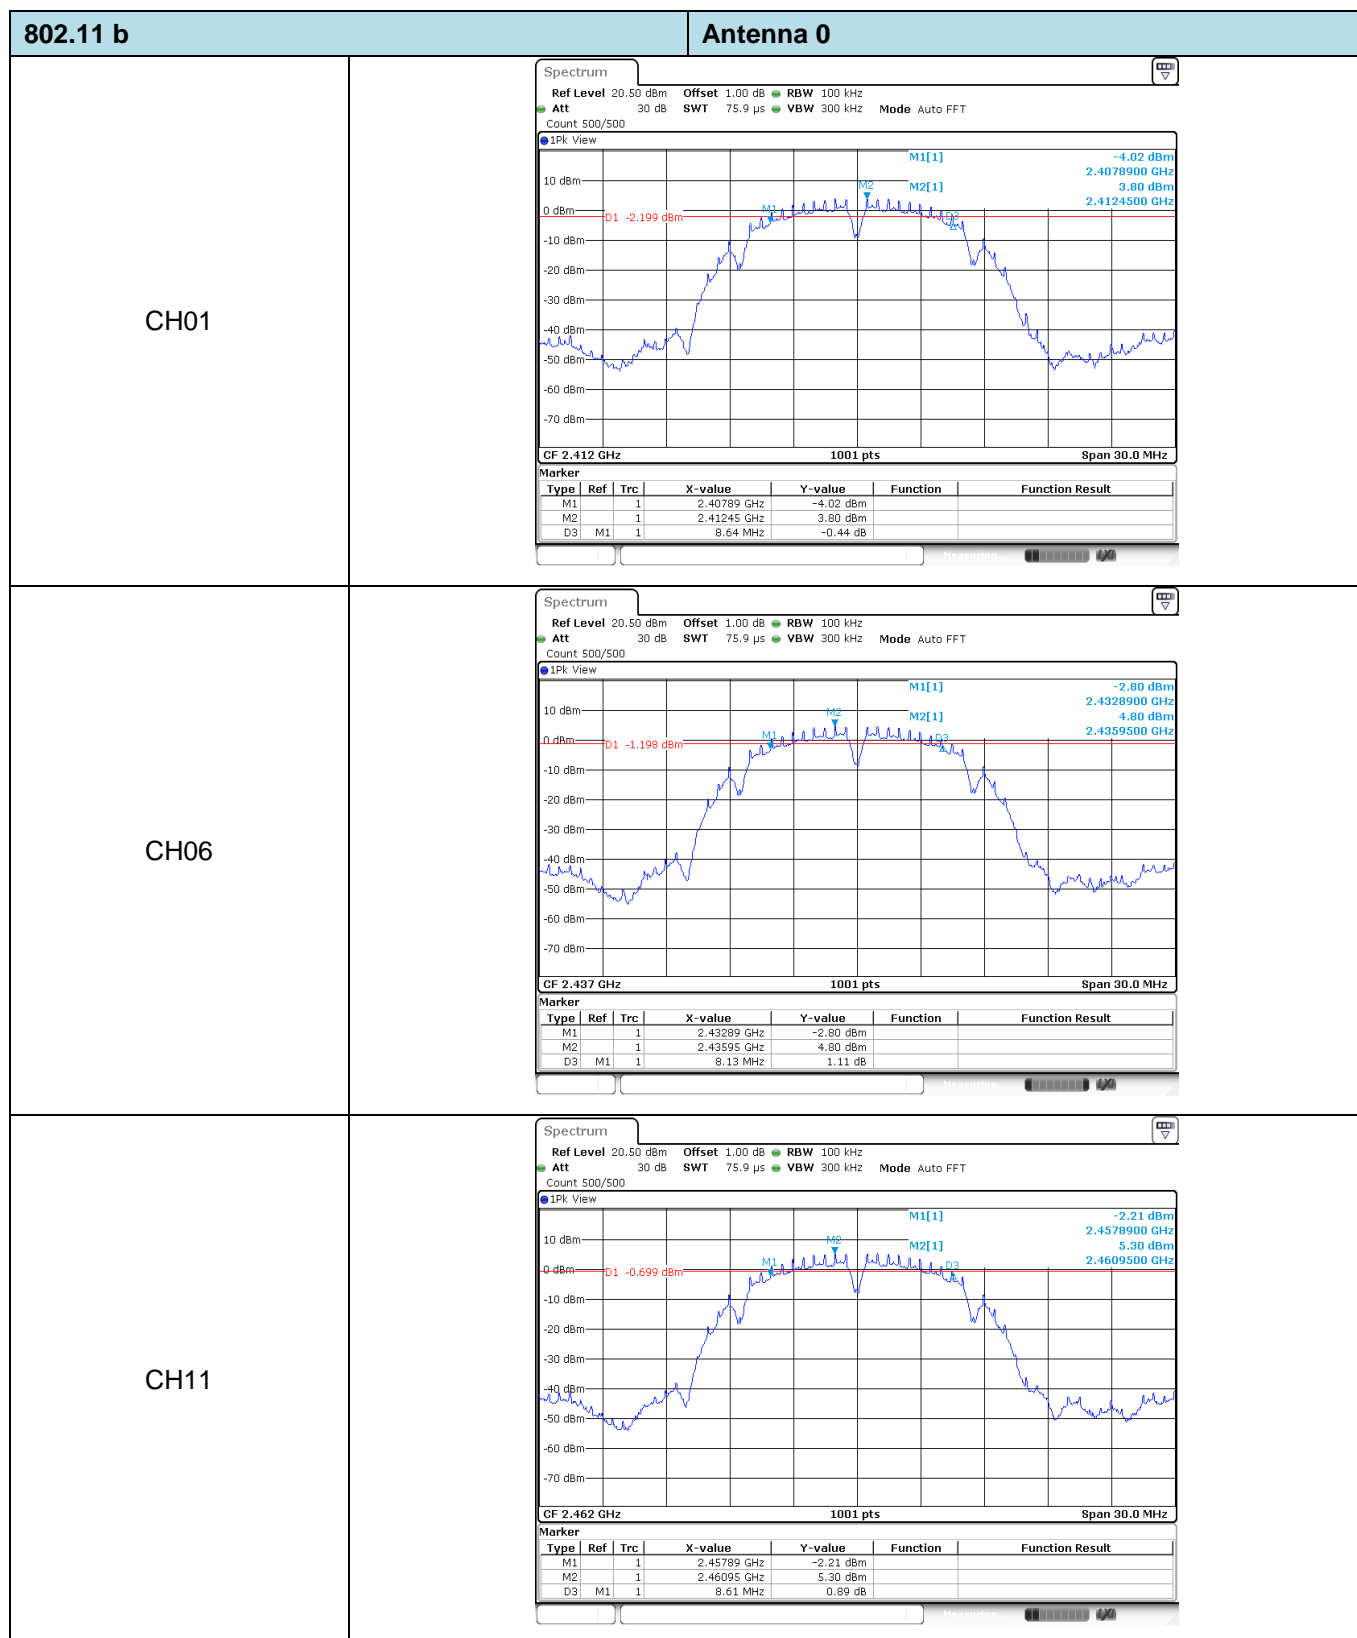 802.11 b Antenna 0
CH01
Spectrum
Ref Level 20.50 dBm Offset 1.00 dB RBW 100 kHz
Att 30 dB SWT 75.9 µs VBW 300 kHz Mode Auto FFT
Count 500/500
1Pk View
M1[1] -4.02 dBm
2.4078900 GHz
10 dBm
M2 M2[1] 3.80 dBm
2.4124500 GHz
0 dBm
M1
D1 -2.199 dBm
D3
-10 dBm
-20 dBm
-30 dBm
-40 dBm
-50 dBm
-60 dBm
-70 dBm
CF 2.412 GHz 1001 pts Span 30.0 MHz
Marker
Type Ref Trc X-value Y-value Function Function Result
M1 1 2.40789 GHz -4.02 dBm
M2 1 2.41245 GHz 3.80 dBm
D3 M1 1 8.64 MHz -0.44 dB
Measuring...
CH06
Spectrum
Ref Level 20.50 dBm Offset 1.00 dB RBW 100 kHz
Att 30 dB SWT 75.9 µs VBW 300 kHz Mode Auto FFT
Count 500/500
1Pk View
M1[1] -2.80 dBm
2.4328900 GHz
10 dBm
M2 M2[1] 4.80 dBm
2.4359500 GHz
M1
D3
0 dBm
D1 -1.198 dBm
-10 dBm
-20 dBm
-30 dBm
-40 dBm
-50 dBm
-60 dBm
-70 dBm
CF 2.437 GHz 1001 pts Span 30.0 MHz
Marker
Type Ref Trc X-value Y-value Function Function Result
M1 1 2.43289 GHz -2.80 dBm
M2 1 2.43595 GHz 4.80 dBm
D3 M1 1 8.13 MHz 1.11 dB
Measuring...
CH11
Spectrum
Ref Level 20.50 dBm Offset 1.00 dB RBW 100 kHz
Att 30 dB SWT 75.9 µs VBW 300 kHz Mode Auto FFT
Count 500/500
1Pk View
M1[1] -2.21 dBm
2.4578900 GHz
10 dBm
M2 M2[1] 5.30 dBm
2.4609500 GHz
M1
D3
0 dBm
D1 -0.699 dBm
-10 dBm
-20 dBm
-30 dBm
-40 dBm
-50 dBm
-60 dBm
-70 dBm
CF 2.462 GHz 1001 pts Span 30.0 MHz
Marker
Type Ref Trc X-value Y-value Function Function Result
M1 1 2.45789 GHz -2.21 dBm
M2 1 2.46095 GHz 5.30 dBm
D3 M1 1 8.61 MHz 0.89 dB
Measuring...